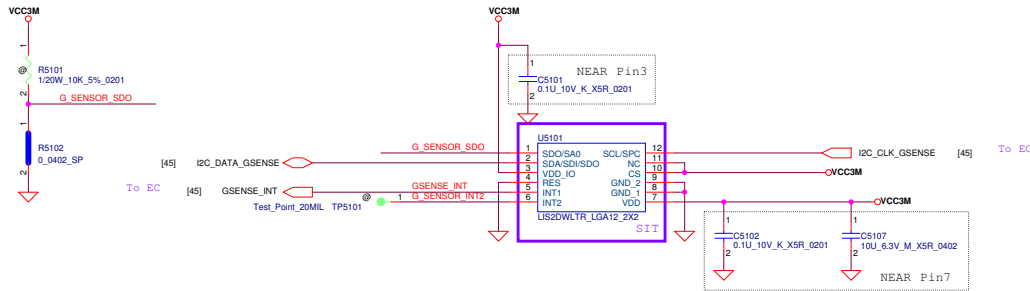 VCC3M
1
@
R5101
1/20W_10K_5%_0201
2
G_SENSOR_SDO
1
R5102
0_0402_SP
2
To EC
VCC3M
1
NEAR Pin3
C5101
0.1U_10V_K_X5R_0201
2
U5101
G_SENSOR_SDO
1
SDO/SA0
SCL/SPC
12
I2C_CLK_GSENSE
[45]
To EC
[45]
I2C_DATA_GSENSE
2
SDA/SDI/SDO
NC
11
3
VDD_IO
CS
10
VCC3M
4
RES
GND_2
9
[45]
GSENSE_INT
GSENSE_INT
5
INT1
GND_1
8
Test_Point_20MIL
TP5101
@
1
G_SENSOR_INT2
6
INT2
VDD
7
VCC3M
LIS2DWLTR_LGA12_2X2
SIT
1
C5102
0.1U_10V_K_X5R_0201
2
1
C5107
10U_6.3V_M_X5R_0402
2
NEAR Pin7